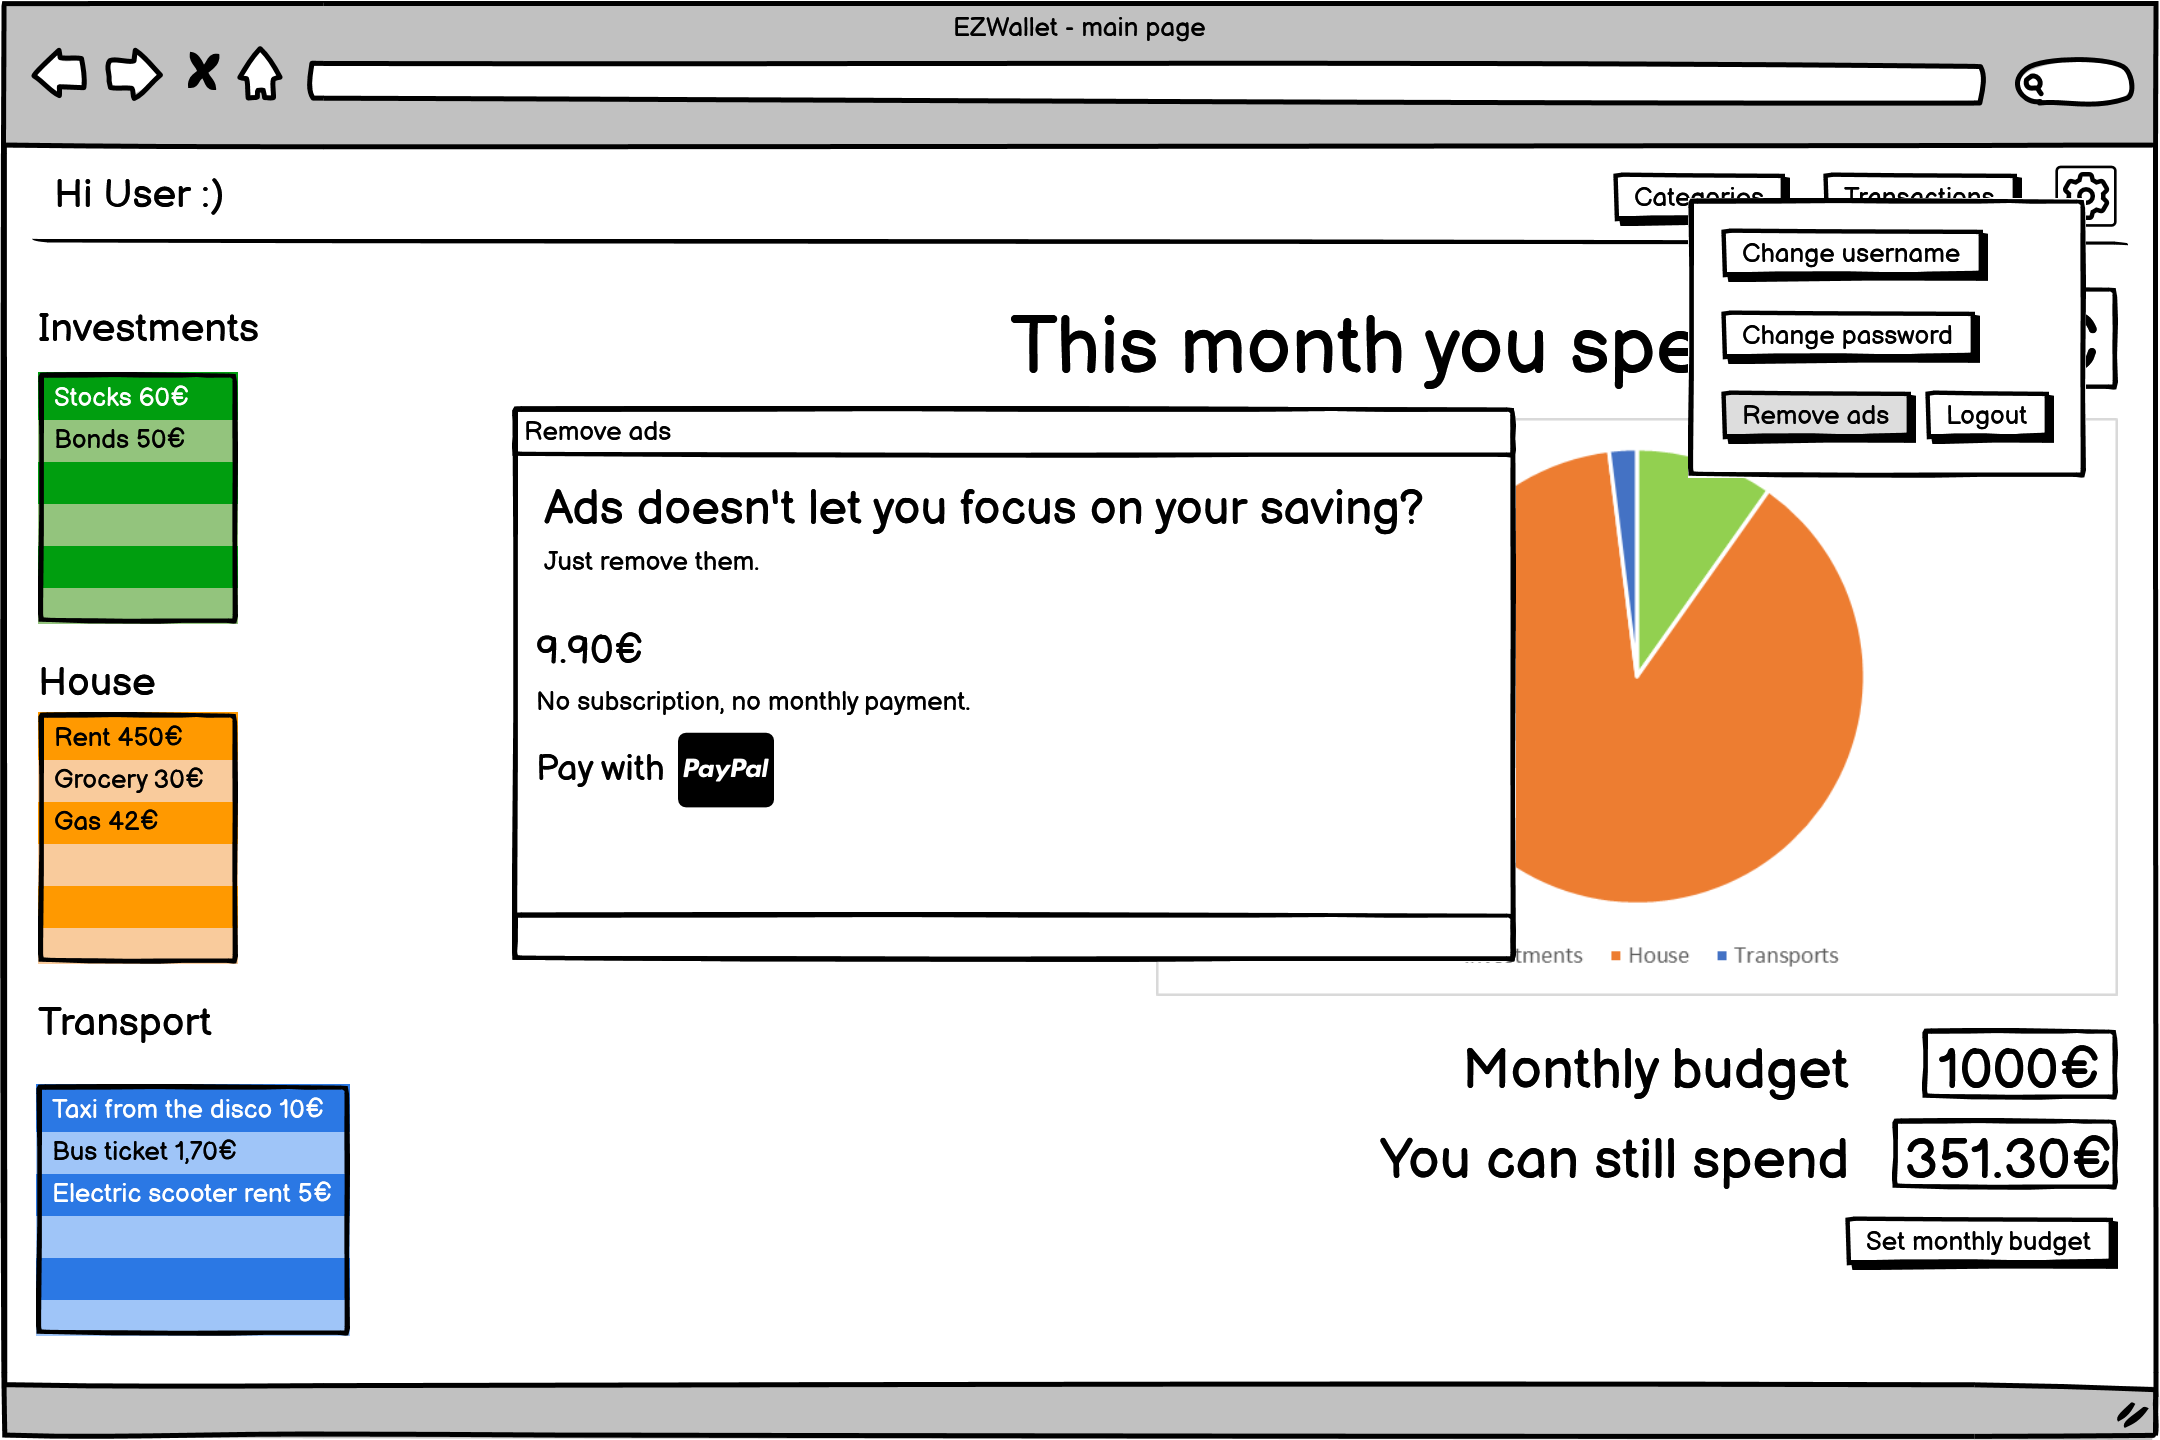 EZWallet - main page
Hi User :)
Categories
Transactions
Change username
Change password
Remove ads
Logout
This month you
Investments
Stocks 60€
Bonds 50€
House
Rent 450€
Grocery 30€
Gas 42€
Transport
Taxi from the disco 10€
Bus ticket 1,70€
Electric scooter rent 5€
Remove ads
Ads doesn't let you focus on your saving?
Just remove them.
9.90€
No subscription, no monthly payment.
Pay with PayPal
House
Transports
Monthly budget 1000€
You can still spend 351.30€
Set monthly budget